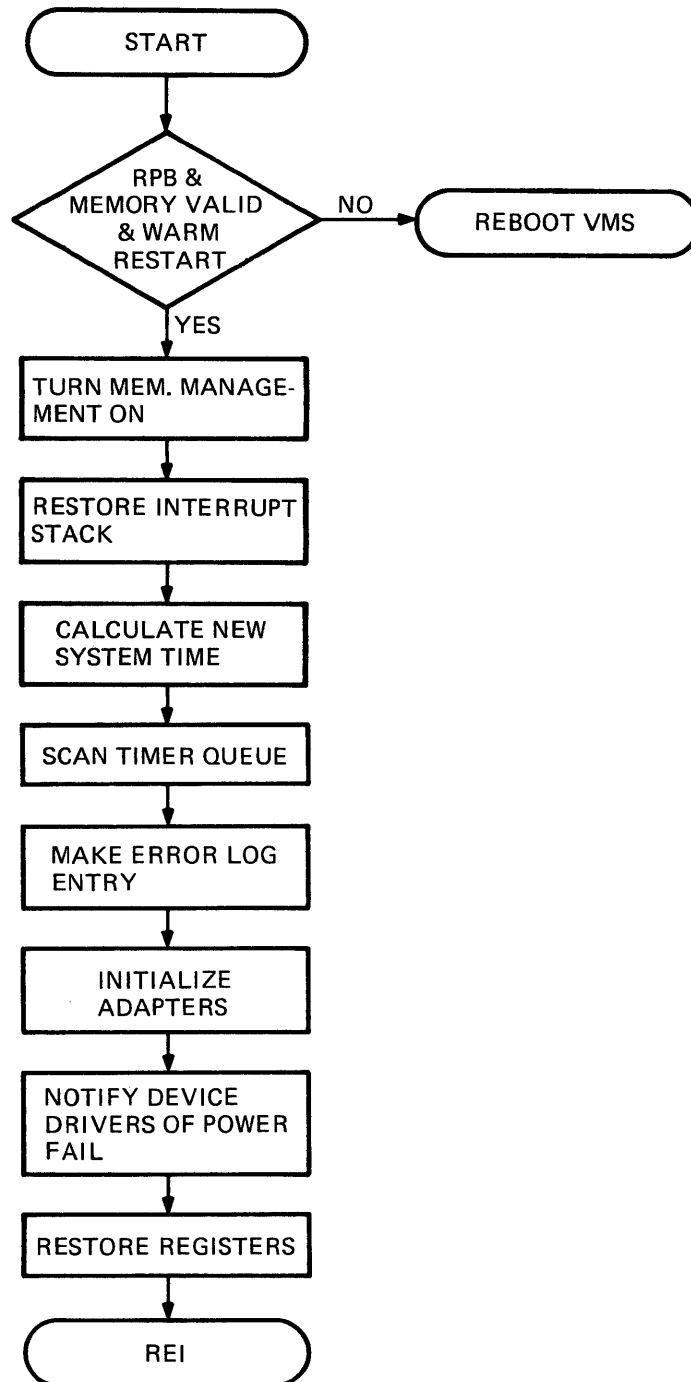 START
RPB &
MEMORY VALID
& WARM
RESTART
NO
REBOOT VMS
YES
TURN MEM. MANAGE-
MENT ON
RESTORE INTERRUPT
STACK
CALCULATE NEW
SYSTEM TIME
SCAN TIMER QUEUE
MAKE ERROR LOG
ENTRY
INITIALIZE
ADAPTERS
NOTIFY DEVICE
DRIVERS OF POWER
FAIL
RESTORE REGISTERS
REI